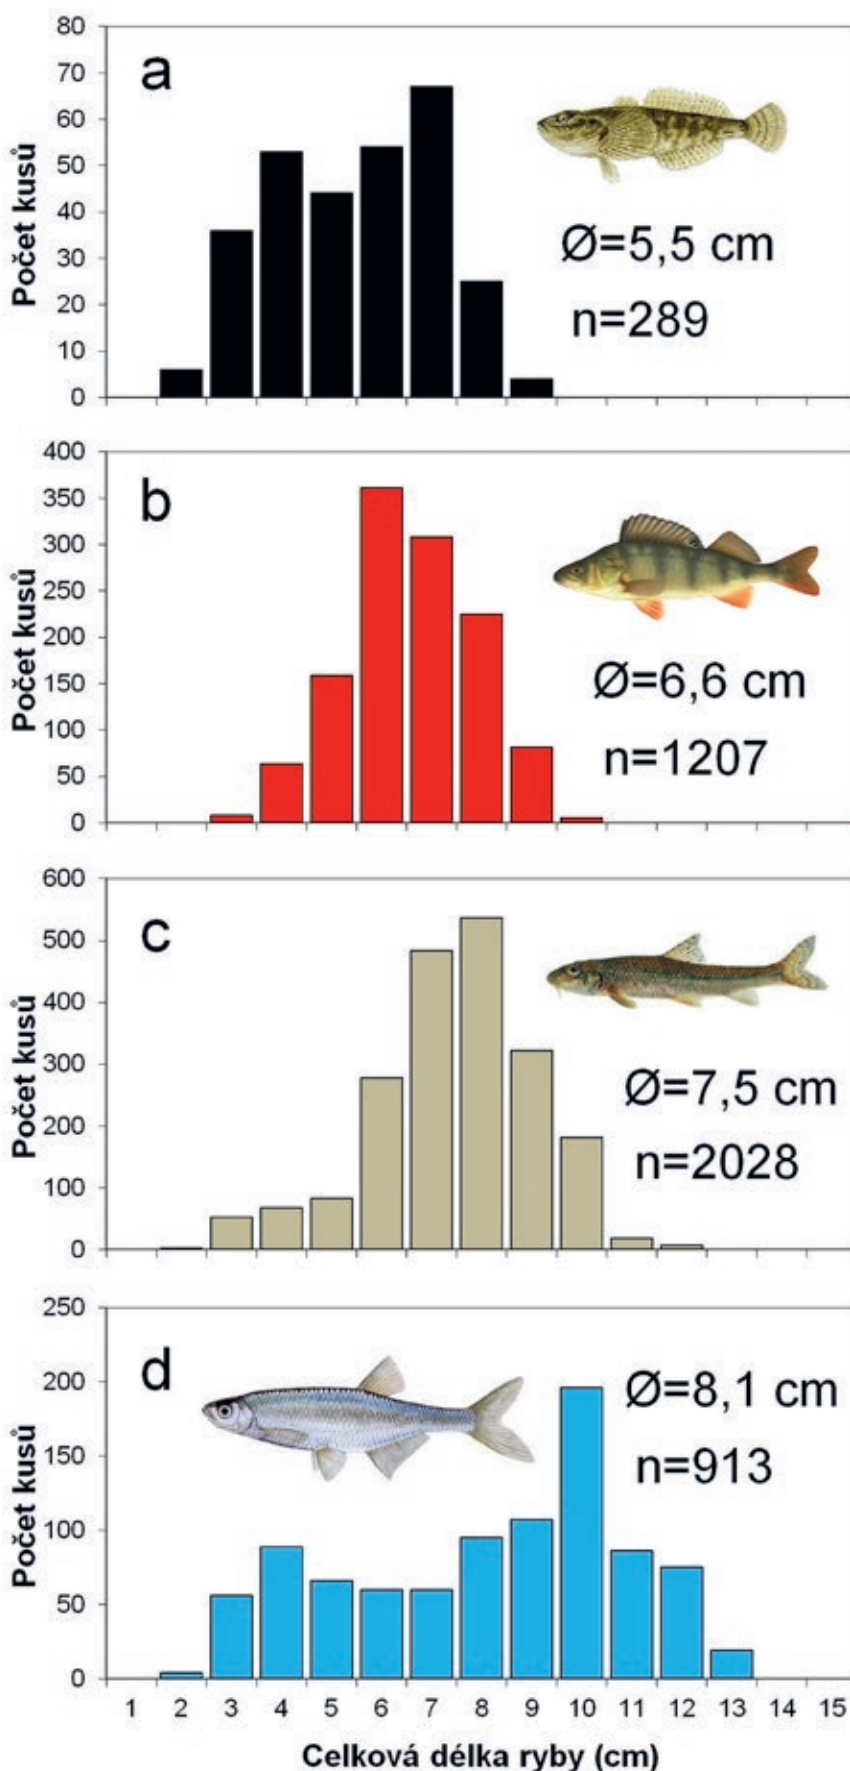 80
70
60
50
40
30
20
10
0
Počet kusů
a
Ø=5,5 cm
n=289
400
350
300
250
200
150
100
50
0
Počet kusů
b
Ø=6,6 cm
n=1207
600
500
400
300
200
100
0
Počet kusů
c
Ø=7,5 cm
n=2028
250
200
150
100
50
0
Počet kusů
d
Ø=8,1 cm
n=913
1 2 3 4 5 6 7 8 9 10 11 12 13 14 15
Celková délka ryby (cm)